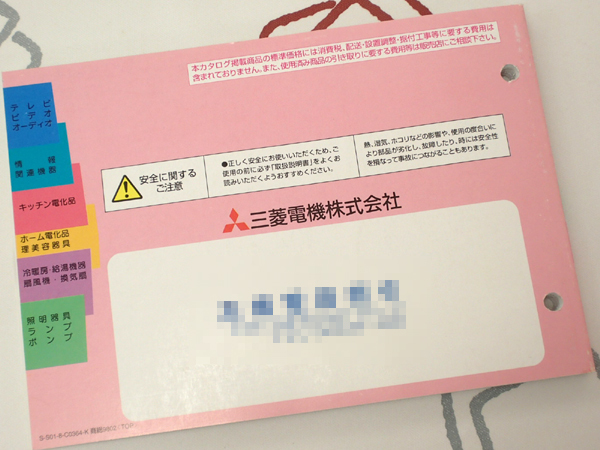 本カタログ掲載商品の標準価格には消費税、配送・設置調整・据付工事等に要する費用は
含まれておりません。また、使用済み商品の引き取りに要する費用等は販売店にご相談下さい。
テレビ
ビデオ
オーディオ
情報
関連機器
キッチン電化品
ホーム電化品
理美容器具
冷暖房・給湯機器
扇風機・換気扇
照明器具
ランプ
ポンプ
安全に関する
ご注意
●正しく安全にお使いいただくため、ご
使用の前に必ず「取扱説明書」をよくお
読みいただくようおすすめください。
熱、湿気、ホコリなどの影響や、使用の度合いに
より部品が劣化し、故障したり、時には安全性
を損なって事故につながることもあります。
三菱電機株式会社